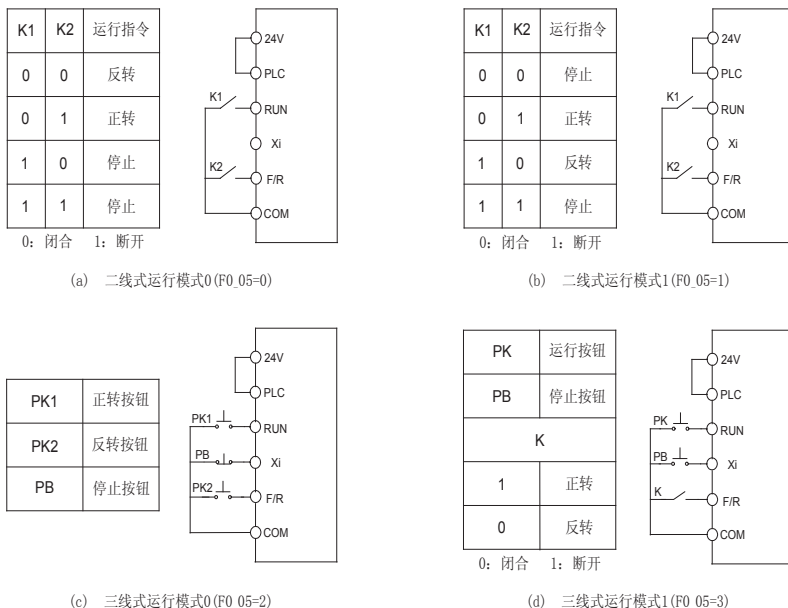 K1 K2 运行指令
0 0 反转
0 1 正转
1 0 停止
1 1 停止
0: 闭合 1: 断开
24V
PLC
K1
RUN
Xi
K2
F/R
COM
(a) 二线式运行模式0(F0_05=0)
K1 K2 运行指令
0 0 停止
0 1 正转
1 0 反转
1 1 停止
0: 闭合 1: 断开
24V
PLC
K1
RUN
Xi
K2
F/R
COM
(b) 二线式运行模式1(F0_05=1)
PK1 正转按钮
PK2 反转按钮
PB 停止按钮
24V
PLC
PK1
RUN
PB
Xi
PK2
F/R
COM
(c) 三线式运行模式0(F0_05=2)
PK 运行按钮
PB 停止按钮
K
1 正转
0 反转
0: 闭合 1: 断开
24V
PLC
PK
RUN
PB
Xi
K
F/R
COM
(d) 三线式运行模式1(F0_05=3)